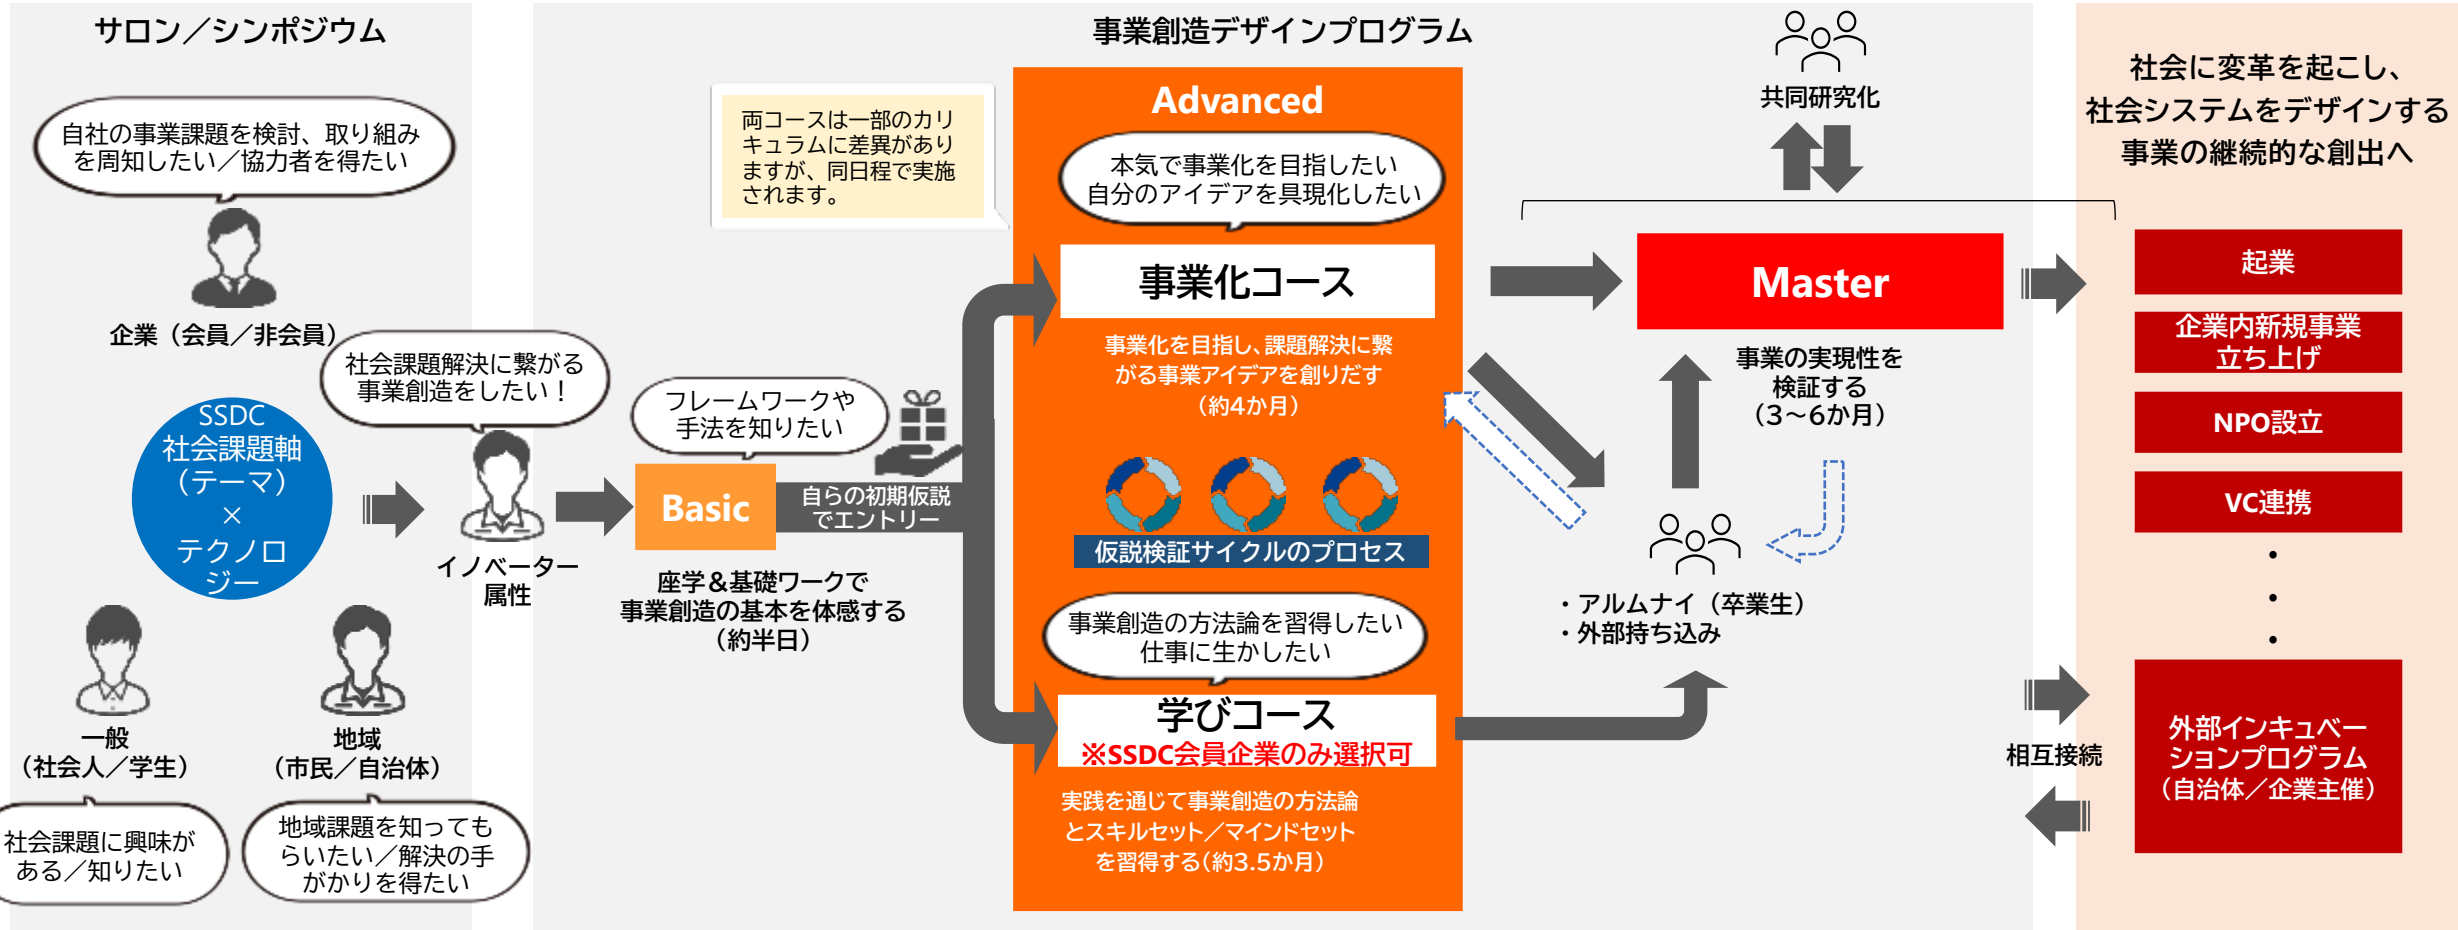 サロン／シンポジウム
自社の事業課題を検討、取り組み
を周知したい／協力者を得たい
企業（会員／非会員）
SSDC
社会課題軸
（テーマ）
×
テクノロ
ジー
社会課題解決に繋がる
事業創造をしたい！
イノベーター
属性
一般
（社会人／学生）
地域
（市民／自治体）
社会課題に興味が
ある／知りたい
地域課題を知っても
らいたい／解決の手
がかりを得たい
事業創造デザインプログラム
両コースは一部のカリ
キュラムに差異があり
ますが、同日程で実施
されます。
フレームワークや
手法を知りたい
Basic
自らの初期仮説
でエントリー
座学＆基礎ワークで
事業創造の基本を体感する
（約半日）
Advanced
本気で事業化を目指したい
自分のアイデアを具現化したい
事業化コース
事業化を目指し、課題解決に繋
がる事業アイデアを創りだす
（約4か月）
仮説検証サイクルのプロセス
事業創造の方法論を習得したい
仕事に生かしたい
学びコース
※SSDC会員企業のみ選択可
実践を通じて事業創造の方法論
とスキルセット／マインドセット
を習得する（約3.5か月）
共同研究化
Master
事業の実現性を
検証する
（3～6か月）
・アルムナイ（卒業生）
・外部持ち込み
相互接続
社会に変革を起こし、
社会システムをデザインする
事業の継続的な創出へ
起業
企業内新規事業
立ち上げ
NPO設立
VC連携
・
・
・
外部インキュベー
ションプログラム
（自治体／企業主催）